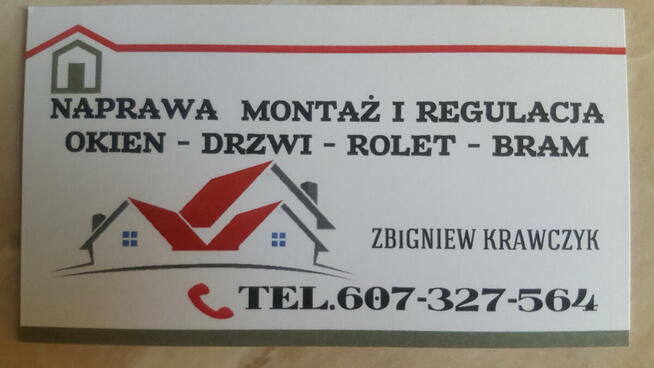 NAPRAWA MONTAŻ I REGULACJA
OKIEN - DRZWI - ROLET - BRAM
ZBiGNIEW KRAWCZYK
TEL.607-327-564